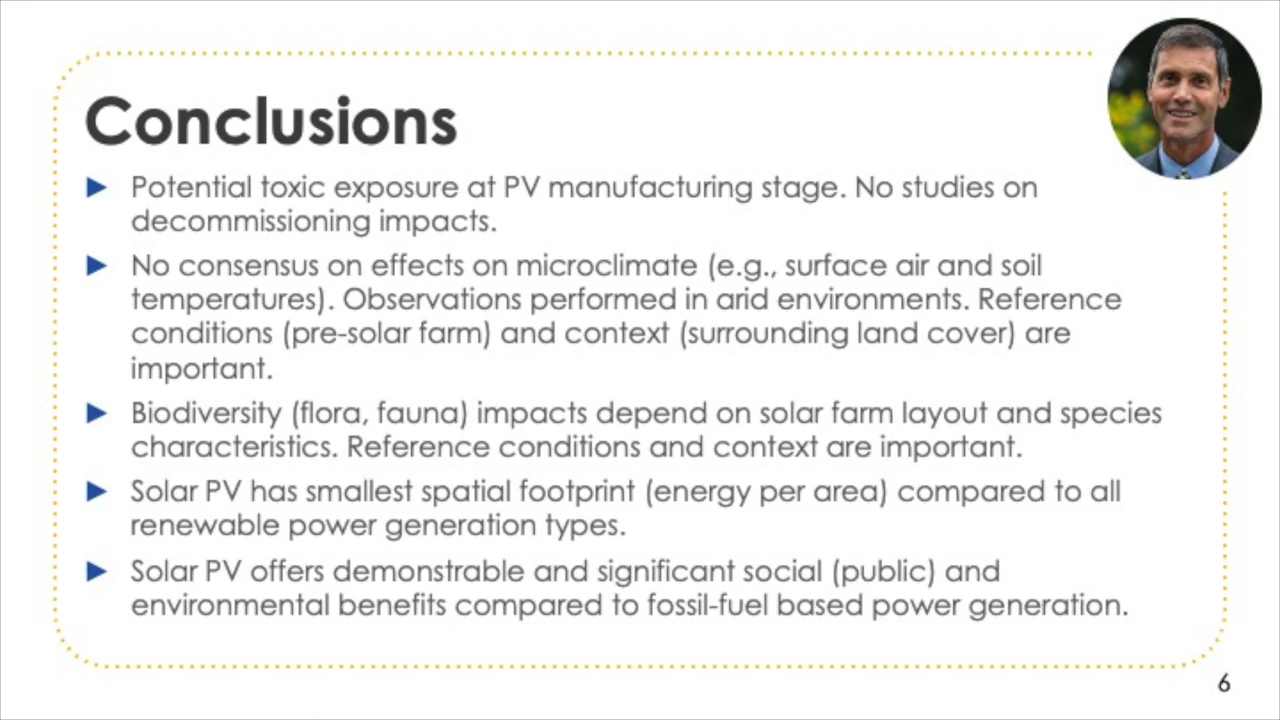 Conclusions
Potential toxic exposure at PV manufacturing stage. No studies on
decommissioning impacts.
No consensus on effects on microclimate (e.g., surface air and soil
temperatures). Observations performed in arid environments. Reference
conditions (pre-solar farm) and context (surrounding land cover) are
important.
Biodiversity (flora, fauna) impacts depend on solar farm layout and species
characteristics. Reference conditions and context are important.
Solar PV has smallest spatial footprint (energy per area) compared to all
renewable power generation types.
Solar PV offers demonstrable and significant social (public) and
environmental benefits compared to fossil-fuel based power generation.
6